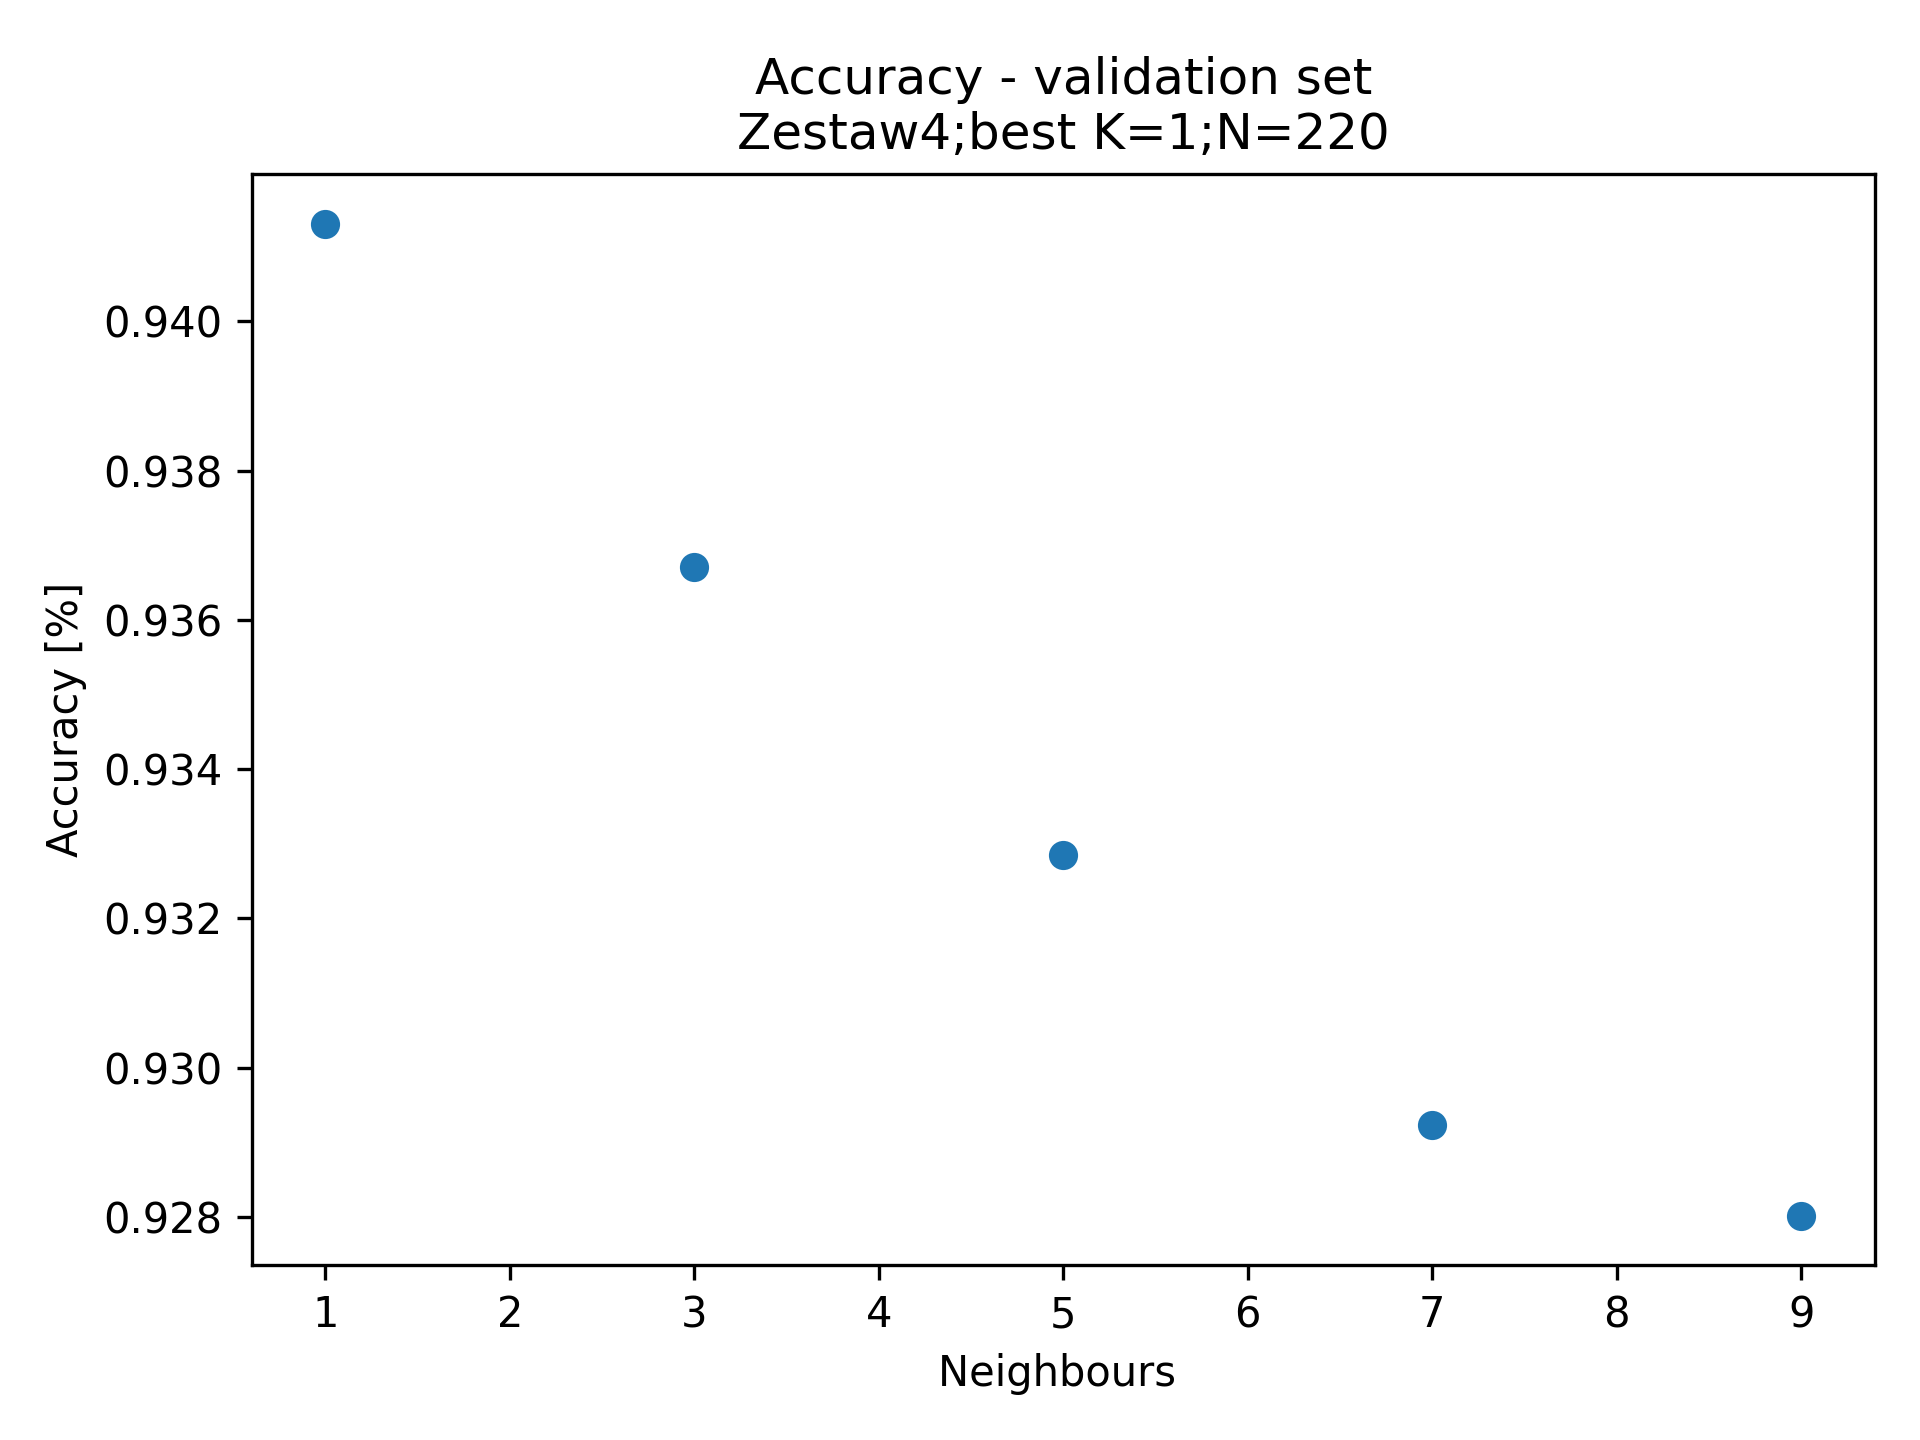 Accuracy - validation set
Zestaw4;best K=1;N=220
Accuracy [%]
0.940
0.938
0.936
0.934
0.932
0.930
0.928
1 2 3 4 5 6 7 8 9
Neighbours